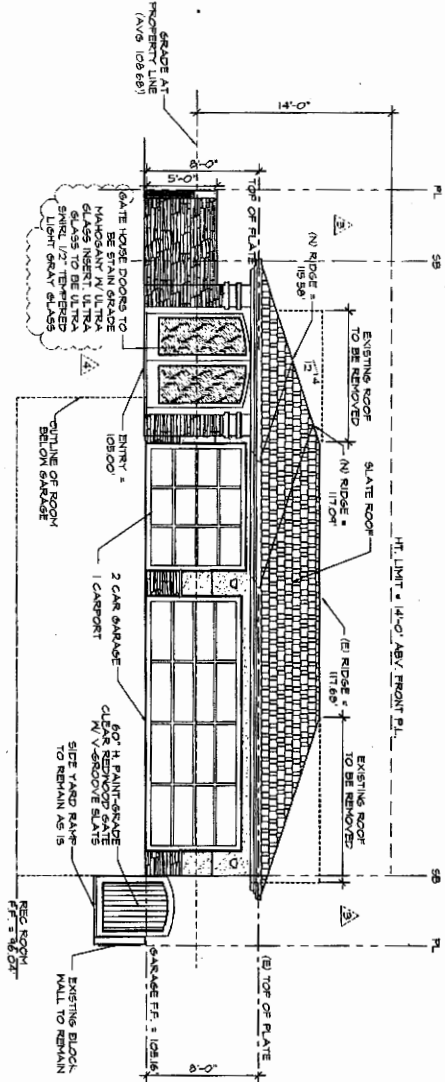 14'-0"
GRADE AT
PROPERTY LINE
(AVG 108.68')
8'-0"
5'-0"
TOP OF PLATE
PL
SB
(N) RIDGE =
115.58'
4
12
EXISTING ROOF
TO BE REMOVED
(N) RIDGE =
117.09'
SLATE ROOF
HT. LIMIT = 14'-0" ABV. FRONT P.L.
(E) RIDGE =
117.68'
EXISTING ROOF
TO BE REMOVED
3
SB
PL
(E) TOP OF PLATE
8'-0"
GARAGE F.F. = 105.16'
GATE HOUSE DOORS TO
BE STAIN GRADE
MAHOGANY W/ ULTRA
GLASS INSERT. ULTRA
GLASS TO BE ULTRA
SWIRL 1/2" TEMPERED
LIGHT GRAY GLASS
4
ENTRY =
105.00'
OUTLINE OF ROOM
BELOW GARAGE
2 CAR GARAGE
1 CARPORT
60" H. PAINT-GRADE
CLEAR REDWOOD GATE
W/ V-GROOVE SLATS
SIDE YARD RAMP
TO REMAIN AS IS
REC ROOM
F.F. = 96.04'
EXISTING BLOCK
WALL TO REMAIN